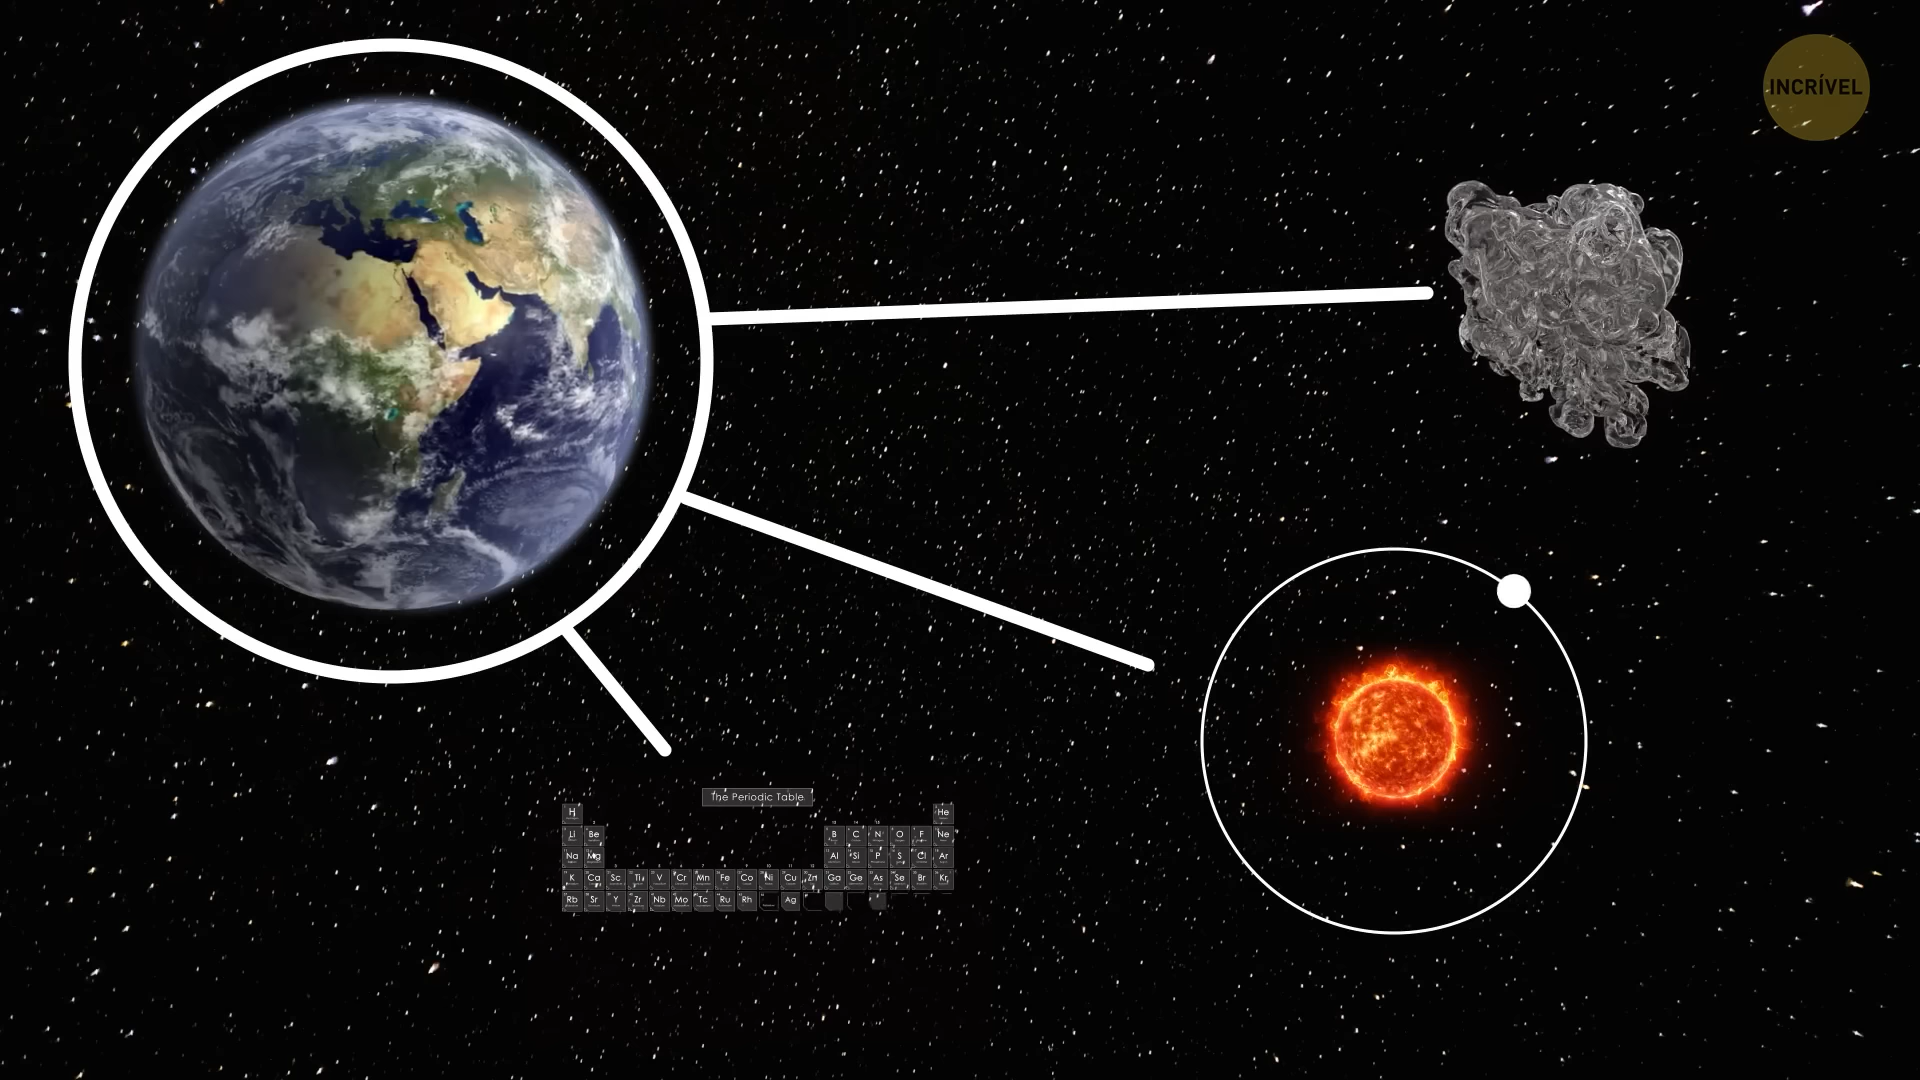 INCRÍVEL
The Periodic Table
H He
Li Be B C N O F Ne
Na Mg Al Si P S Cl Ar
K Ca Sc Ti V Cr Mn Fe Co Ni Cu Zn Ga Ge As Se Br Kr
Rb Sr Y Zr Nb Mo Tc Ru Rh Ag